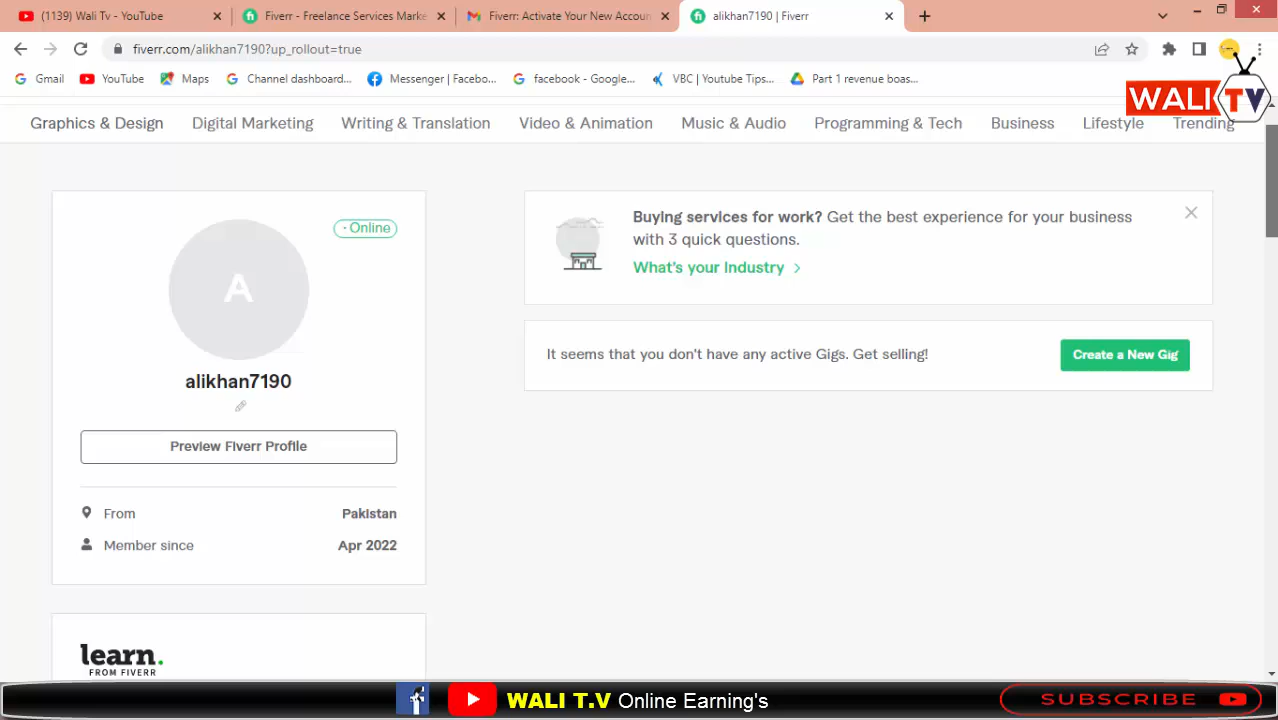 (1139) Wali Tv - YouTube
Fiverr - Freelance Services Marke
Fiverr: Activate Your New Accoun
alikhan7190 | Fiverr
fiverr.com/alikhan7190?up_rollout=true
Gmail
YouTube
Maps
Channel dashboard...
Messenger | Facebo...
facebook - Google...
VBC | Youtube Tips...
Part 1 revenue boas...
WALI TV
Graphics & Design
Digital Marketing
Writing & Translation
Video & Animation
Music & Audio
Programming & Tech
Business
Lifestyle
Trending
· Online
A
alikhan7190
Preview Fiverr Profile
From Pakistan
Member since Apr 2022
learn.
FROM FIVERR
Buying services for work? Get the best experience for your business
with 3 quick questions.
What's your Industry
It seems that you don't have any active Gigs. Get selling!
Create a New Gig
WALI T.V Online Earning's
SUBSCRIBE